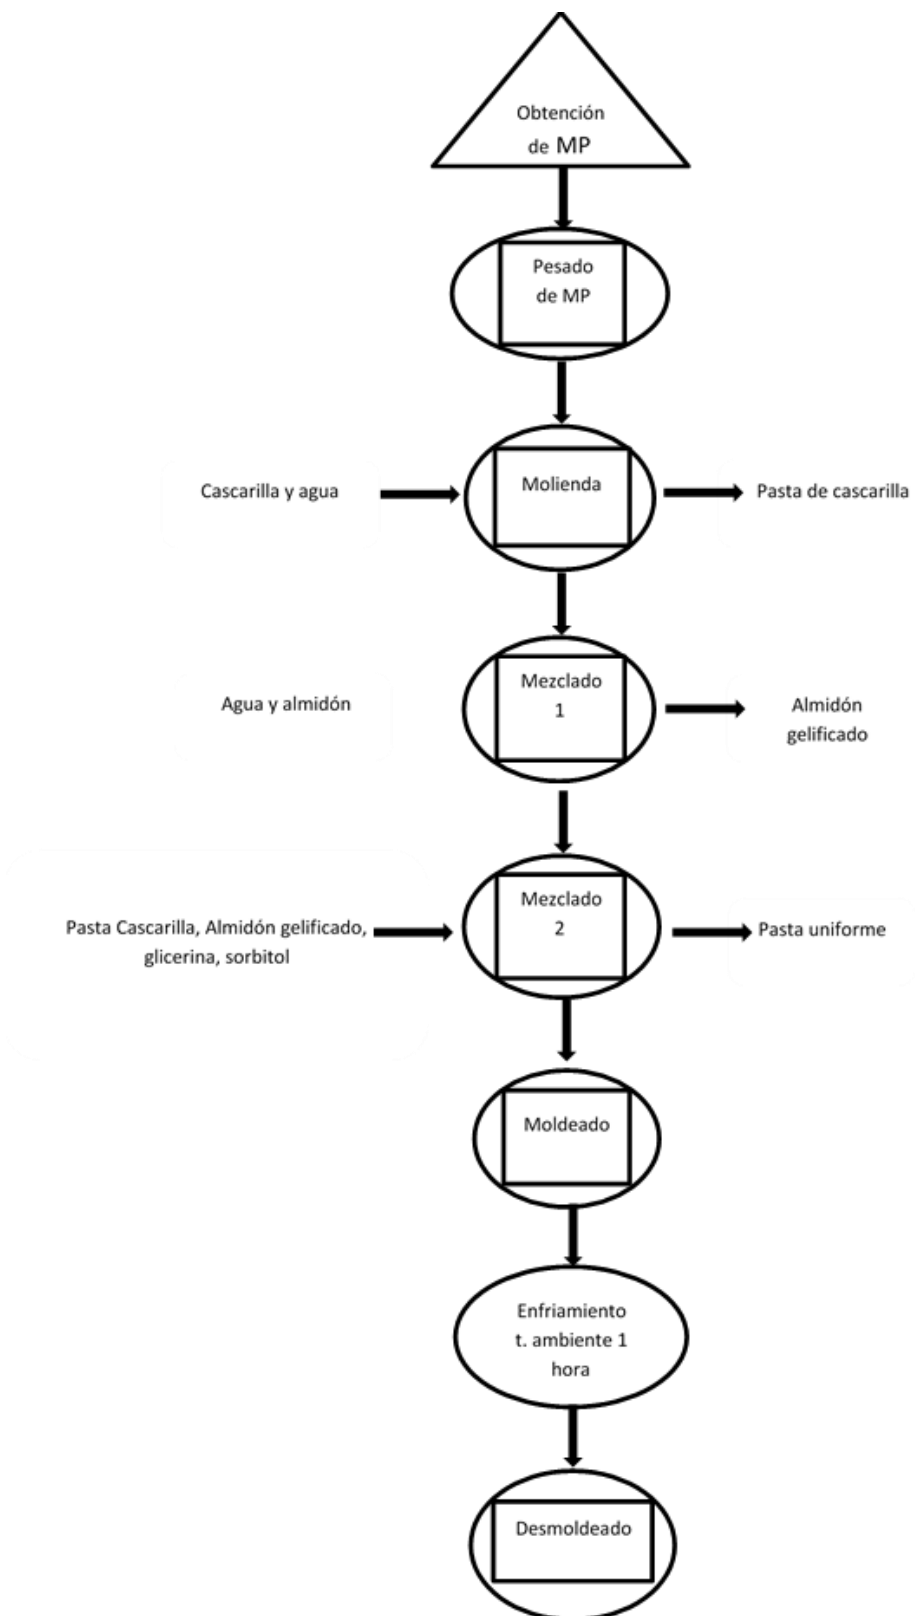 Obtención
de MP
Pesado
de MP
Cascarilla y agua
Molienda
Pasta de cascarilla
Agua y almidón
Mezclado
1
Almidón
gelificado
Pasta Cascarilla, Almidón gelificado,
glicerina, sorbitol
Mezclado
2
Pasta uniforme
Moldeado
Enfriamiento
t. ambiente 1
hora
Desmoldeado